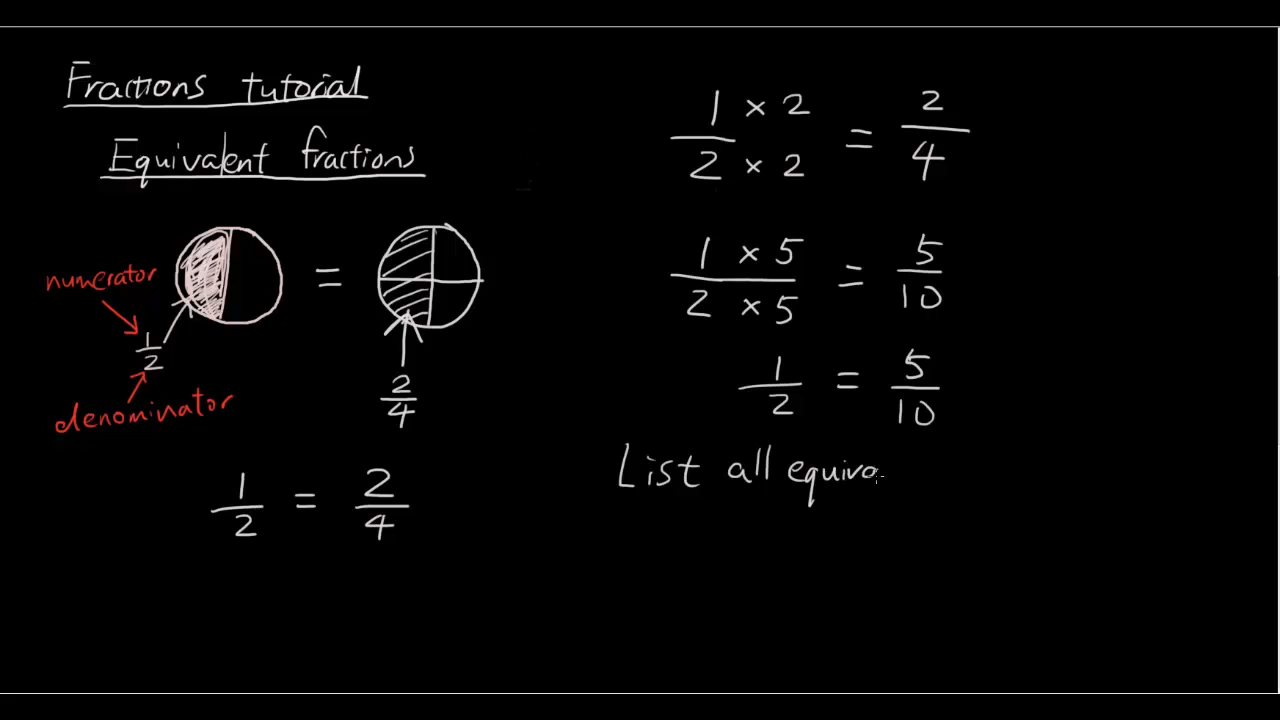 Fractions tutorial
Equivalent fractions
numerator
=
1/2
denominator
2/4
1/2 = 2/4
1 × 2 / 2 × 2 = 2/4
1 × 5 / 2 × 5 = 5/10
1/2 = 5/10
List all equiva